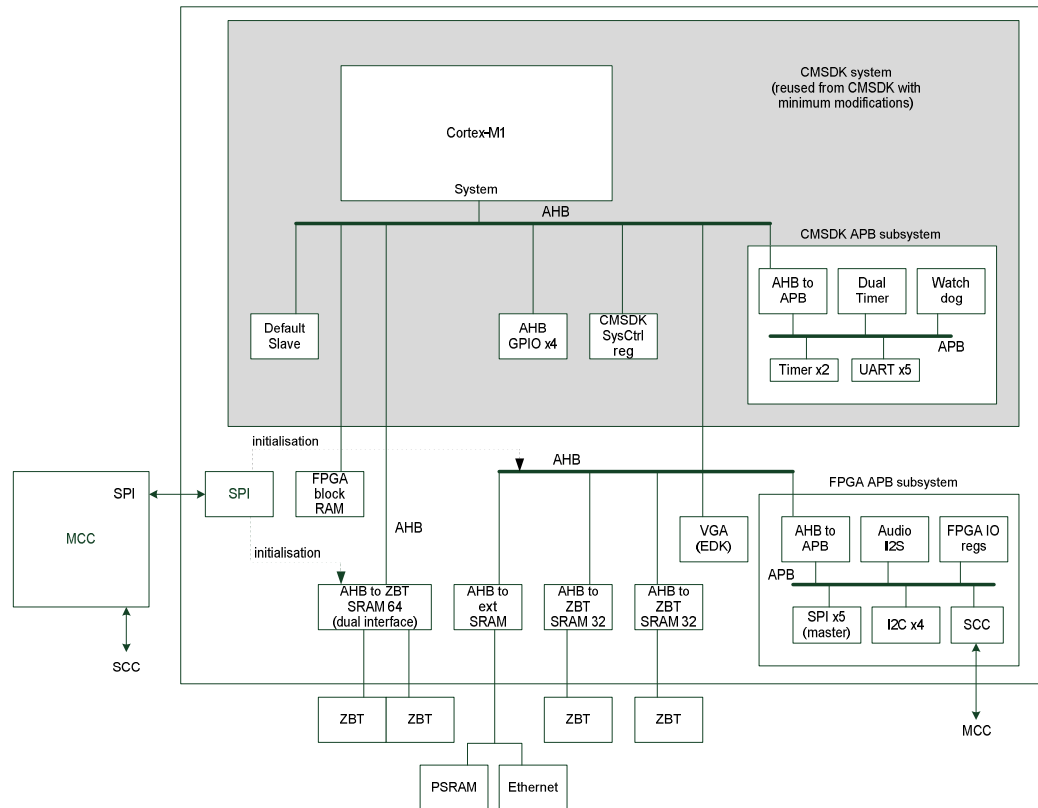 CMSDK system
(reused from CMSDK with
minimum modifications)
Cortex-M1
System
AHB
CMSDK APB subsystem
AHB to
APB
Dual
Timer
Watch
dog
APB
Timer x2
UART x5
Default
Slave
AHB
GPIO x4
CMSDK
SysCtrl
reg
initialisation
AHB
SPI
MCC
SPI
FPGA
block
RAM
AHB
initialisation
VGA
(EDK)
FPGA APB subsystem
AHB to
APB
Audio
I2S
FPGA IO
regs
APB
SPI x5
(master)
I2C x4
SCC
AHB to ZBT
SRAM 64
(dual interface)
AHB to
ext
SRAM
AHB to
ZBT
SRAM 32
AHB to
ZBT
SRAM 32
SCC
ZBT
ZBT
ZBT
ZBT
MCC
PSRAM
Ethernet